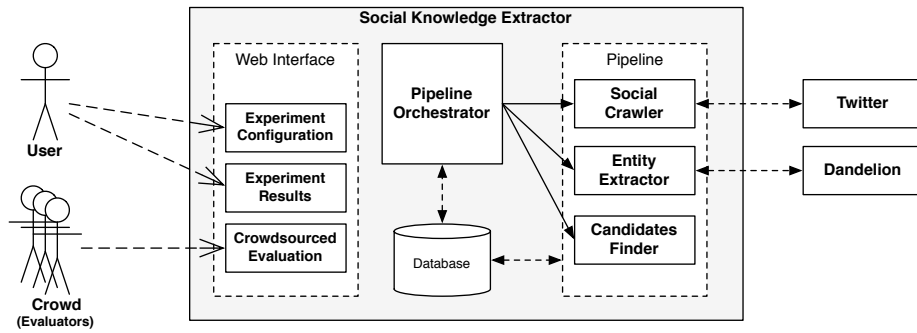 Social Knowledge Extractor
Web Interface
Pipeline
Experiment
Configuration
Experiment
Results
Crowdsourced
Evaluation
Pipeline
Orchestrator
Database
Social
Crawler
Entity
Extractor
Candidates
Finder
Twitter
Dandelion
User
Crowd
(Evaluators)